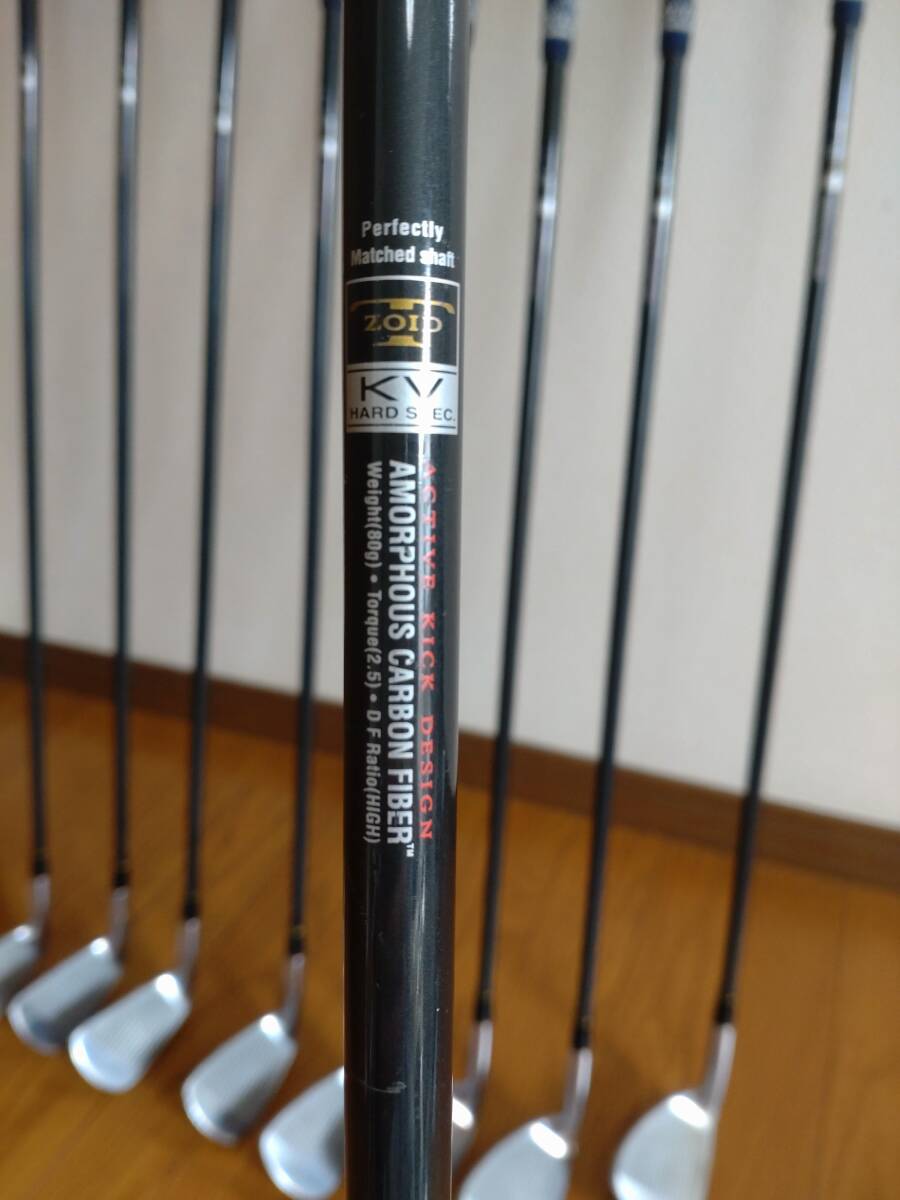 Perfectly
Matched shaft
T
ZOID
KV
HARD SPEC.
ACTIVE KICK DESIGN
AMORPHOUS CARBON FIBER™
Weight(80g) • Torque(2.5) • D F Ratio(HIGH)